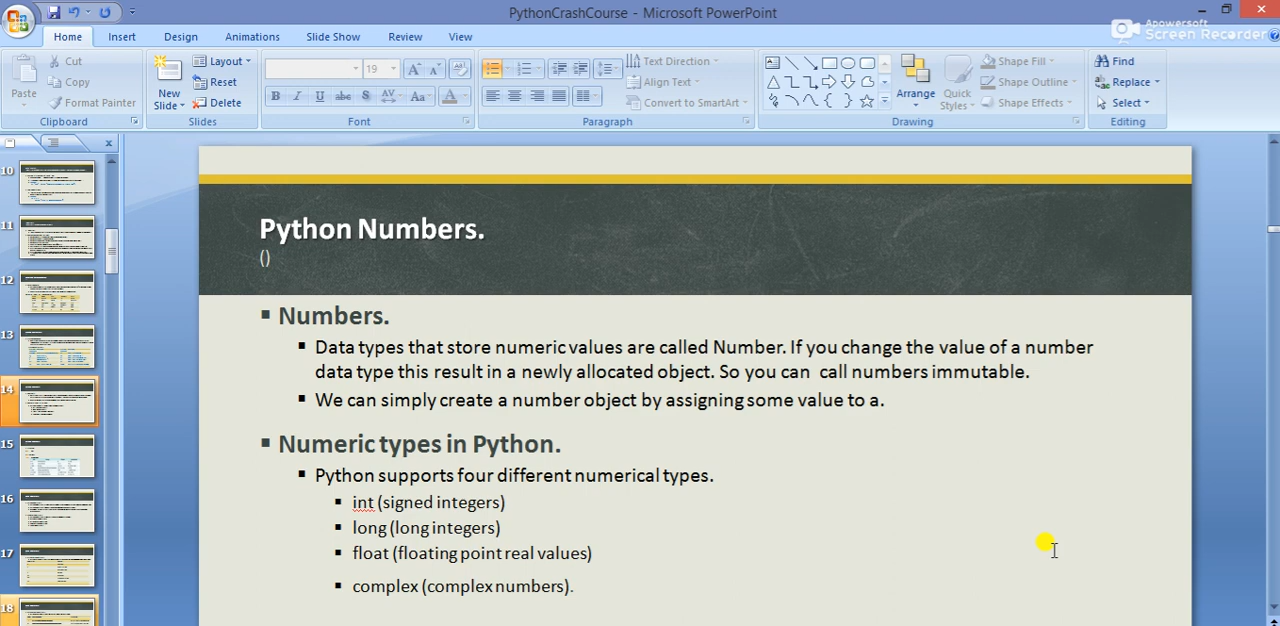 PythonCrashCourse - Microsoft PowerPoint
Apowersoft
Screen Recorder
Home Insert Design Animations Slide Show Review View
Paste
Cut
Copy
Format Painter
Clipboard
New
Slide
Layout
Reset
Delete
Slides
19
B I U abc S AV Aa A
Font
Text Direction
Align Text
Convert to SmartArt
Paragraph
Arrange
Quick
Styles
Shape Fill
Shape Outline
Shape Effects
Drawing
Find
Replace
Select
Editing
10
11
12
13
14
15
16
17
18
Python Numbers.
()
Numbers.
Data types that store numeric values are called Number. If you change the value of a number
data type this result in a newly allocated object. So you can call numbers immutable.
We can simply create a number object by assigning some value to a.
Numeric types in Python.
Python supports four different numerical types.
int (signed integers)
long (long integers)
float (floating point real values)
complex (complex numbers).